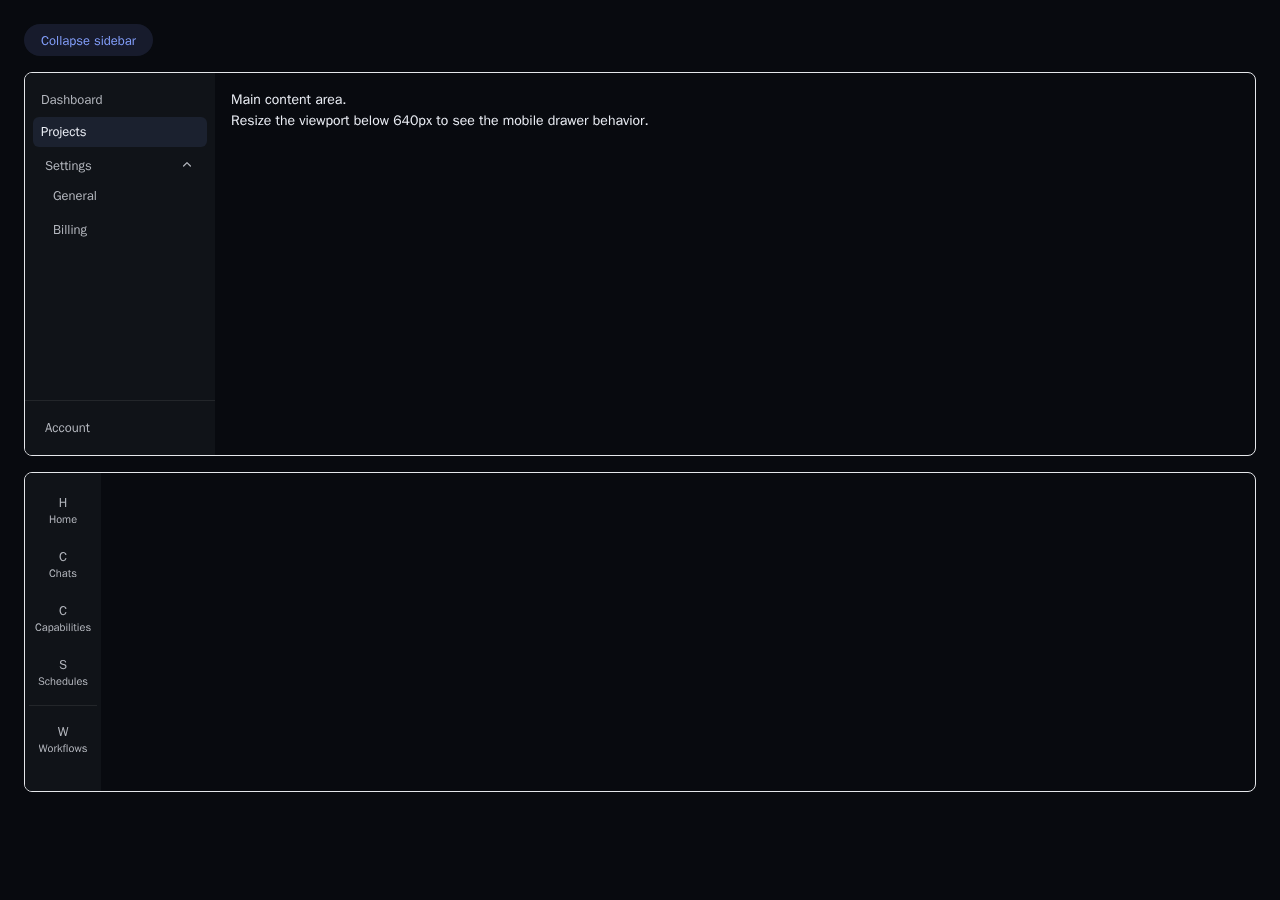 Collapse sidebar
Dashboard
Projects
Settings
General
Billing
Account
Main content area.
Resize the viewport below 640px to see the mobile drawer behavior.
H
Home
C
Chats
C
Capabilities
S
Schedules
W
Workflows